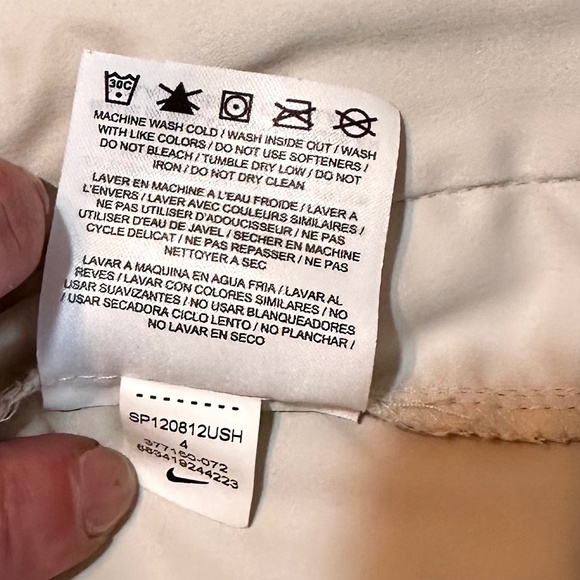 30C
MACHINE WASH COLD / WASH INSIDE OUT / WASH
WITH LIKE COLORS / DO NOT USE SOFTENERS /
DO NOT BLEACH / TUMBLE DRY LOW / DO NOT
IRON / DO NOT DRY CLEAN
LAVER EN MACHINE A L'EAU FROIDE / LAVER A
L'ENVERS / LAVER AVEC COULEURS SIMILAIRES /
NE PAS UTILISER D'ADOUCISSEUR / NE PAS
UTILISER D'EAU DE JAVEL / SECHER EN MACHINE
CYCLE DELICAT / NE PAS REPASSER / NE PAS
NETTOYER A SEC
LAVAR A MAQUINA EN AGUA FRIA / LAVAR AL
REVES / LAVAR CON COLORES SIMILARES / NO
USAR SUAVIZANTES / NO USAR BLANQUEADORES
/ USAR SECADORA CICLO LENTO / NO PLANCHAR /
NO LAVAR EN SECO
SP120812USH
4
377160-072
683419244223